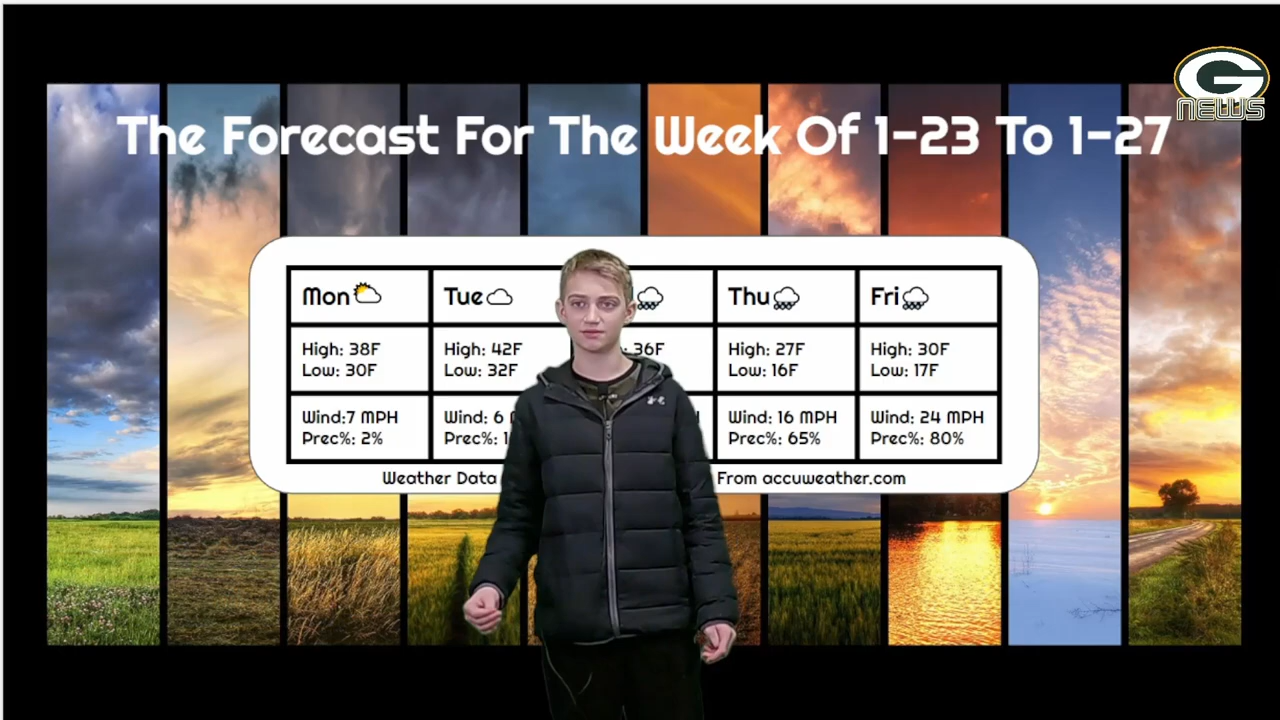 G
NEWS
The Forecast For The Week Of 1-23 To 1-27
Mon
Tue
Thu
Fri
High: 38F
Low: 30F
High: 42F
Low: 32F
36F
High: 27F
Low: 16F
High: 30F
Low: 17F
Wind:7 MPH
Prec%: 2%
Wind: 6
Prec%:
Wind: 16 MPH
Prec%: 65%
Wind: 24 MPH
Prec%: 80%
Weather Data From accuweather.com